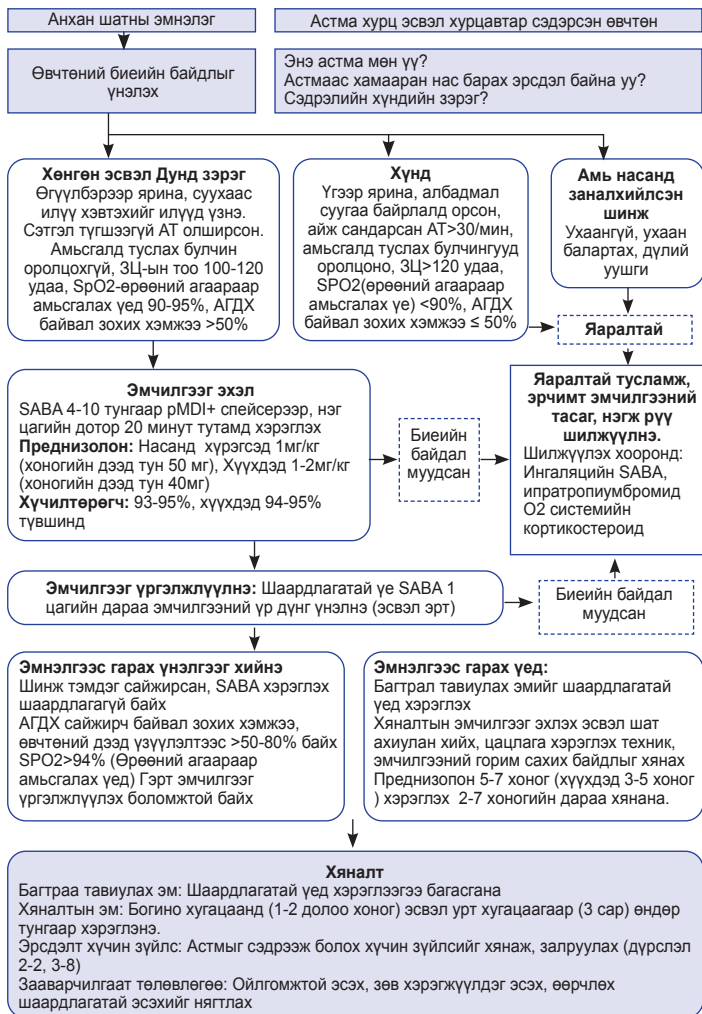 Анхан шатны эмнэлэг
Астма хурц эсвэл хурцавтар сэдэрсэн өвчтөн
Өвчтөний биеийн байдлыг
үнэлэх
Энэ астма мөн үү?
Астмаас хамааран нас барах эрсдэл байна уу?
Сэдрэлийн хүндийн зэрэг?
Хөнгөн эсвэл Дунд зэрэг
Өгүүлбэрээр ярина, суухаас
илүү хэвтэхийг илүүд үзнэ.
Сэтгэл түгшээгүй АТ олширсон.
Амьсгалд туслах булчин
оролцохгүй, ЗЦ-ын тоо 100-120
удаа, SpO2-өрөөний агаараар
амьсгалах үед 90-95%, АГДХ
байвал зохих хэмжээ >50%
Хүнд
Үгээр ярина, албадмал
суугаа байрлалд орсон,
айж сандарсан АТ>30/мин,
амьсгалд туслах булчингууд
оролцоно, ЗЦ>120 удаа,
SPO2(өрөөний агаараар
амьсгалах үе) <90%, АГДХ
байвал зохих хэмжээ ≤ 50%
Амь насанд
заналхийлсэн
шинж
Ухаангүй, ухаан
балартах, дүлий
уушги
Яаралтай
Эмчилгээг эхэл
SABA 4-10 тунгаар pMDI+ спейсерээр, нэг
цагийн дотор 20 минут тутамд хэрэглэх
Преднизолон: Насанд хүрэгсэд 1мг/кг
(хоногийн дээд тун 50 мг), Хүүхдэд 1-2мг/кг
(хоногийн дээд тун 40мг)
Хүчилтөрөгч: 93-95%, хүүхдэд 94-95%
түвшинд
Биеийн
байдал
муудсан
Яаралтай тусламж,
эрчимт эмчилгээний
тасаг, нэгж рүү
шилжүүлнэ.
Шилжүүлэх хооронд:
Ингаляцийн SABA,
ипратропиумбромид
O2 системийн
кортикостероид
Эмчилгээг үргэлжлүүлнэ: Шаардлагатай үе SABA 1
цагийн дараа эмчилгээний үр дүнг үнэлнэ (эсвэл эрт)
Биеийн байдал
муудсан
Эмнэлгээс гарах үнэлгээг хийнэ
Шинж тэмдэг сайжирсан, SABA хэрэглэх
шаардлагагүй байх
АГДХ сайжирч байвал зохих хэмжээ,
өвчтөний дээд үзүүлэлтээс >50-80% байх
SPO2>94% (Өрөөний агаараар
амьсгалах үед) Гэрт эмчилгээг
үргэлжлүүлэх боломжтой байх
Эмнэлгээс гарах үед:
Багтрал тавиулах эмийг шаардлагатай
үед хэрэглэх
Хяналтын эмчилгээг эхлэх эсвэл шат
ахиулан хийх, цацлага хэрэглэх техник,
эмчилгээний горим сахих байдлыг хянах
Преднизопон 5-7 хоног (хүүхдэд 3-5 хоног
) хэрэглэх 2-7 хоногийн дараа хянана.
Хяналт
Багтраа тавиулах эм: Шаардлагатай үед хэрэглээгээ багасгана
Хяналтын эм: Богино хугацаанд (1-2 долоо хоног) эсвэл урт хугацаагаар (3 сар) өндөр
тунгаар хэрэглэнэ.
Эрсдэлт хүчин зүйлс: Астмыг сэдрээж болох хүчин зүйлсийг хянаж, залруулах (дүрслэл
2-2, 3-8)
Зааварчилгаат төлөвлөгөө: Ойлгомжтой эсэх, зөв хэрэгжүүлдэг эсэх, өөрчлөх
шаардлагатай эсэхийг нягтлах